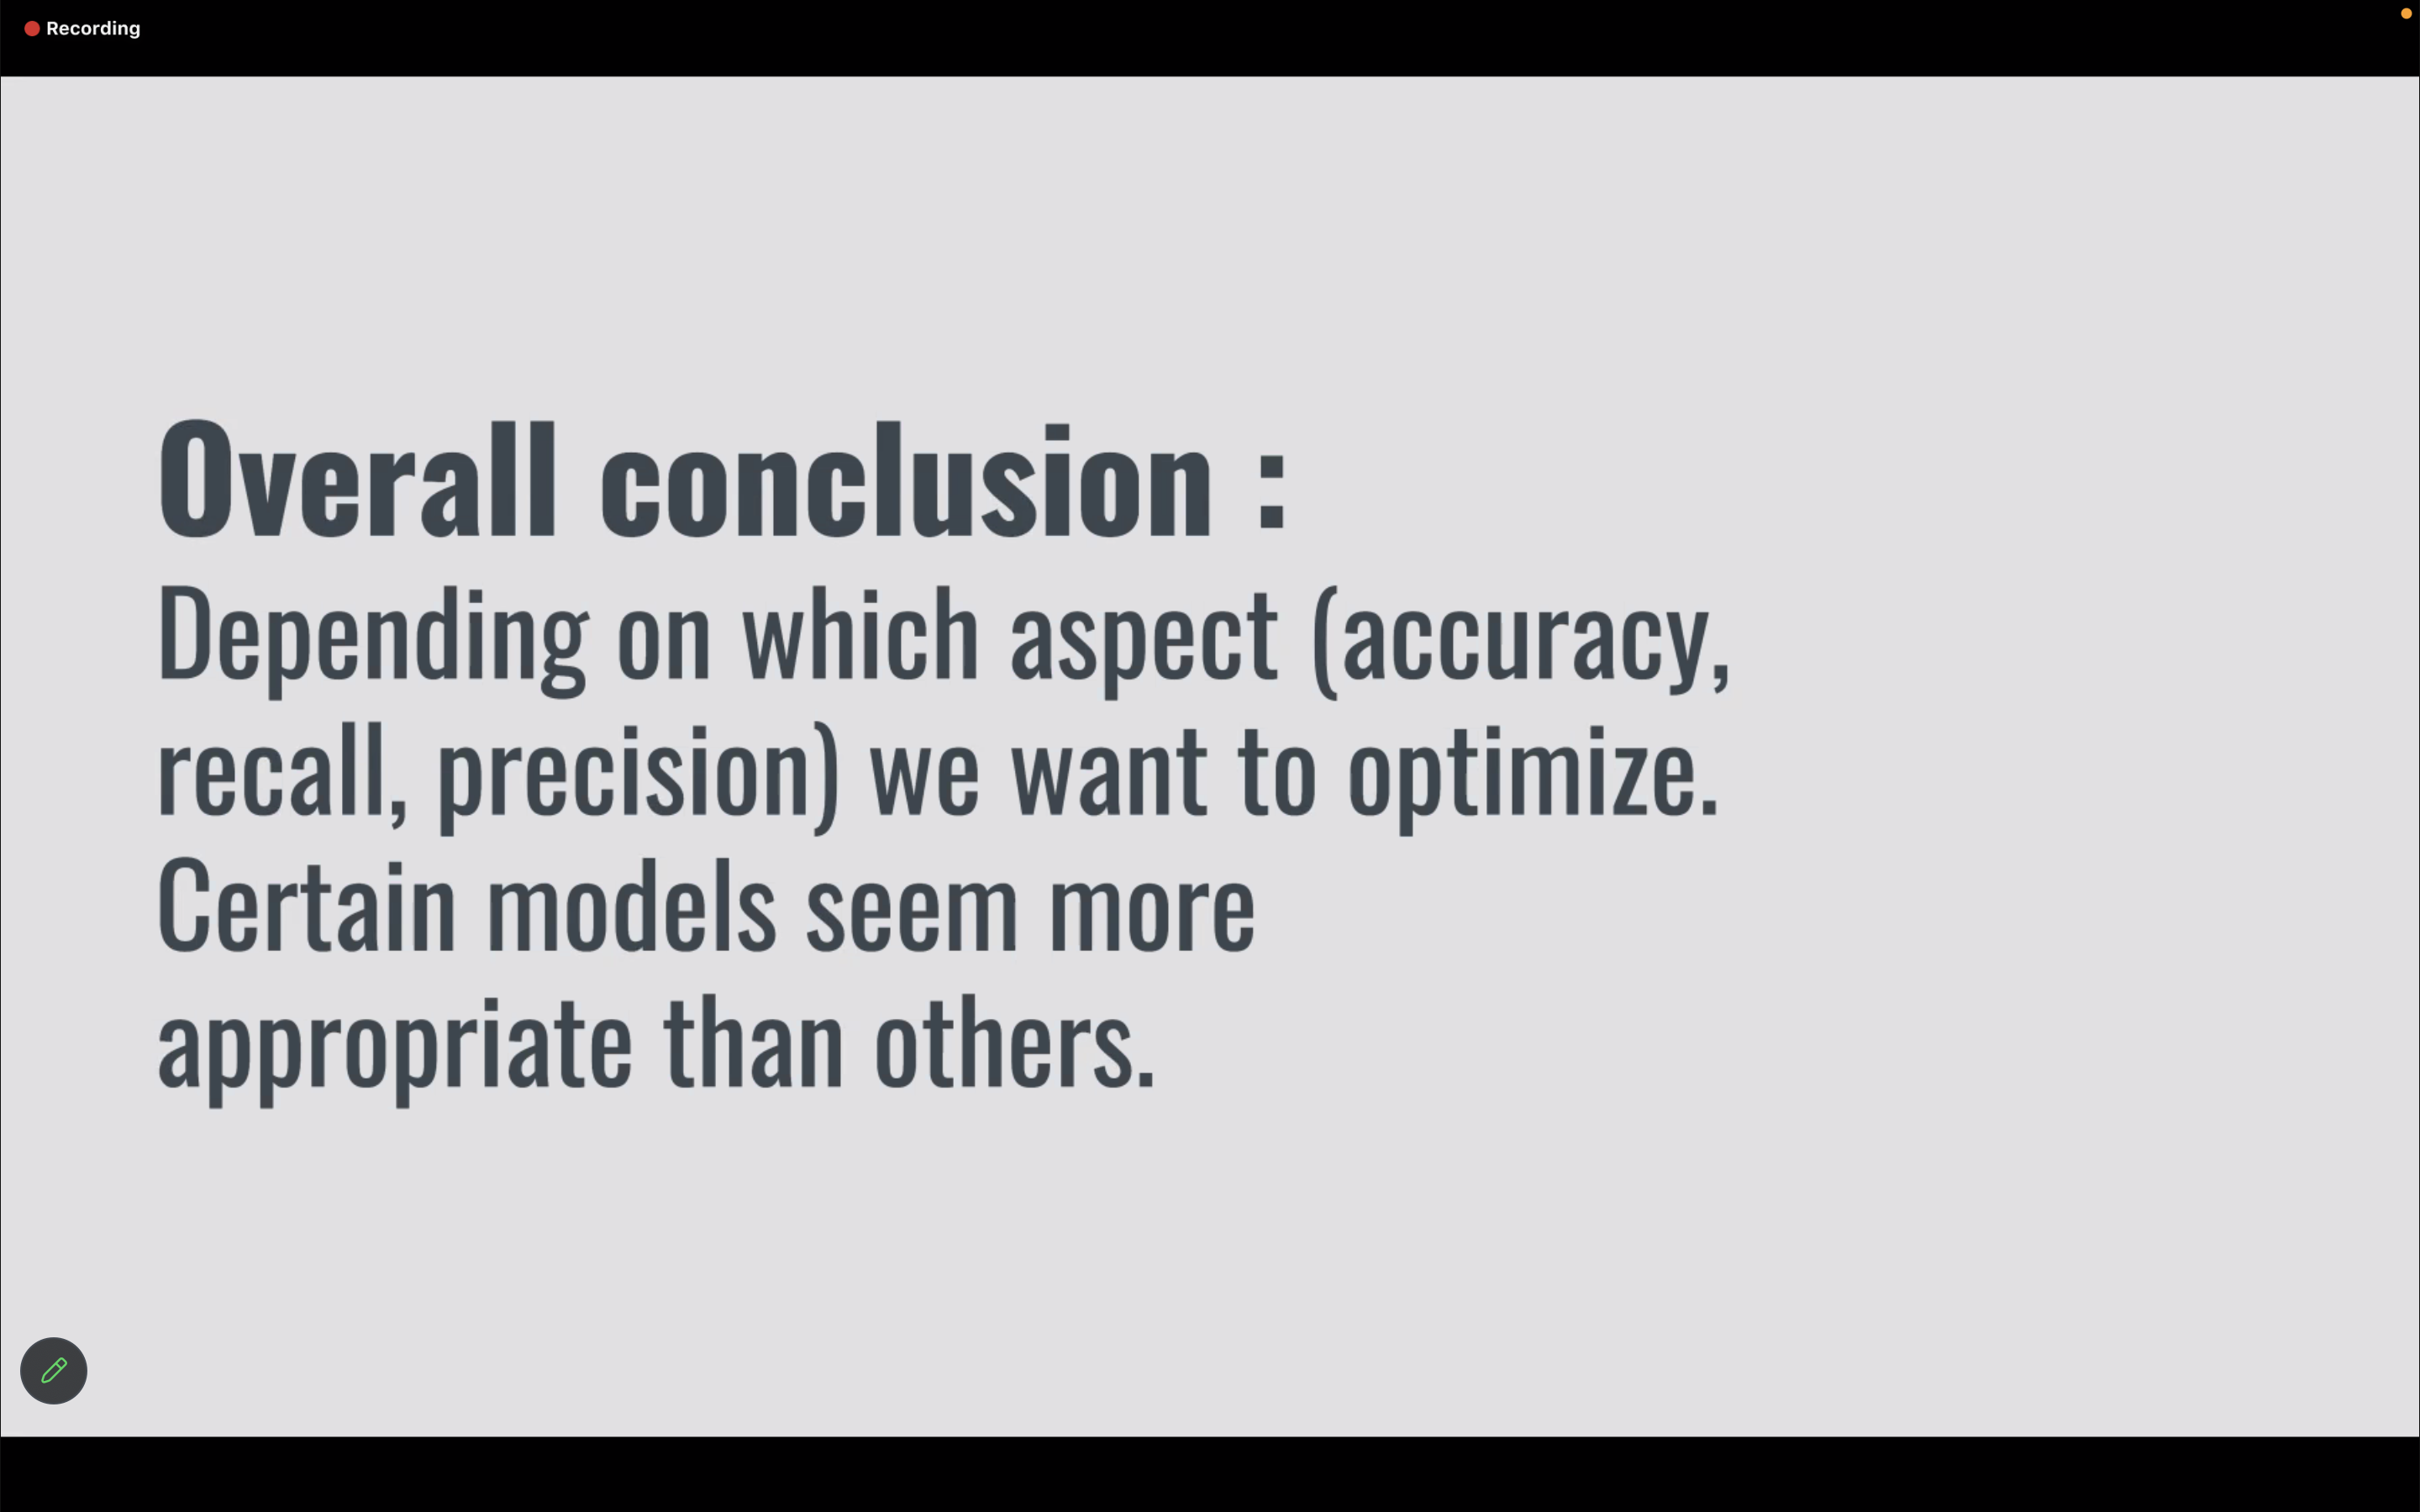 Recording
Overall conclusion :
Depending on which aspect (accuracy,
recall, precision) we want to optimize.
Certain models seem more
appropriate than others.